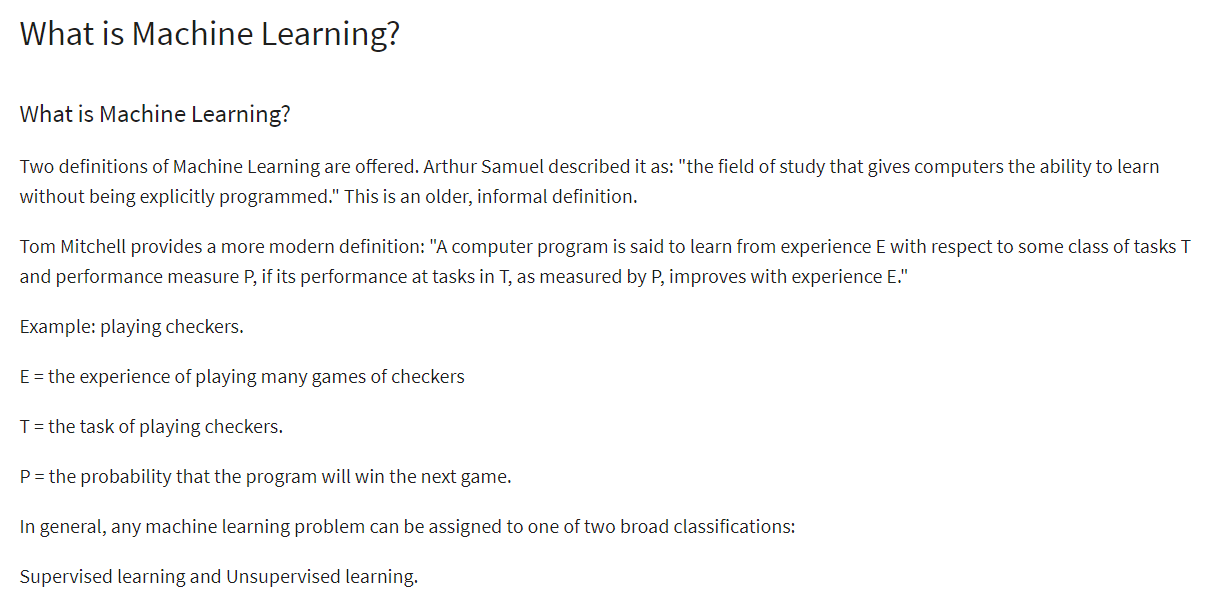 What is Machine Learning?
What is Machine Learning?
Two definitions of Machine Learning are offered. Arthur Samuel described it as: "the field of study that gives computers the ability to learn
without being explicitly programmed." This is an older, informal definition.
Tom Mitchell provides a more modern definition: "A computer program is said to learn from experience E with respect to some class of tasks T
and performance measure P, if its performance at tasks in T, as measured by P, improves with experience E."
Example: playing checkers.
E = the experience of playing many games of checkers
T = the task of playing checkers.
P = the probability that the program will win the next game.
In general, any machine learning problem can be assigned to one of two broad classifications:
Supervised learning and Unsupervised learning.